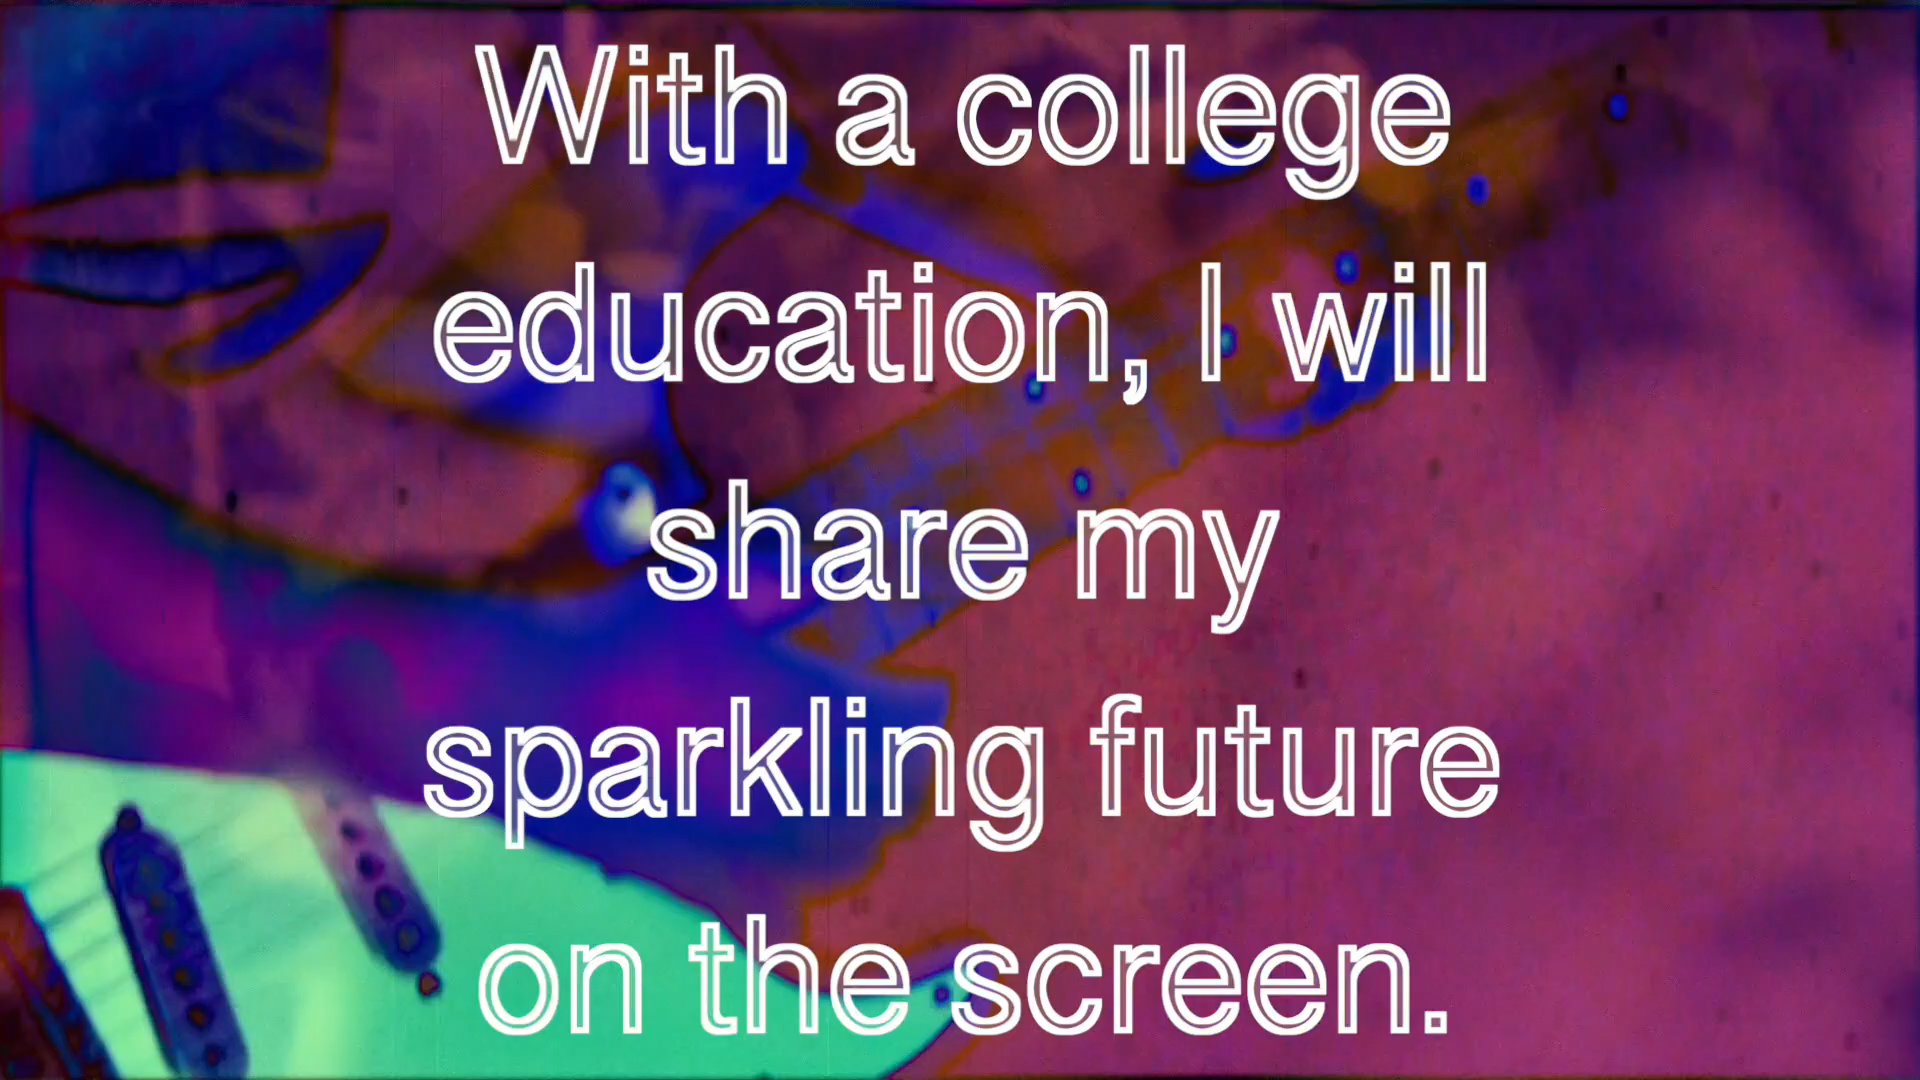 With a college
education, I will
share my
sparkling future
on the screen.